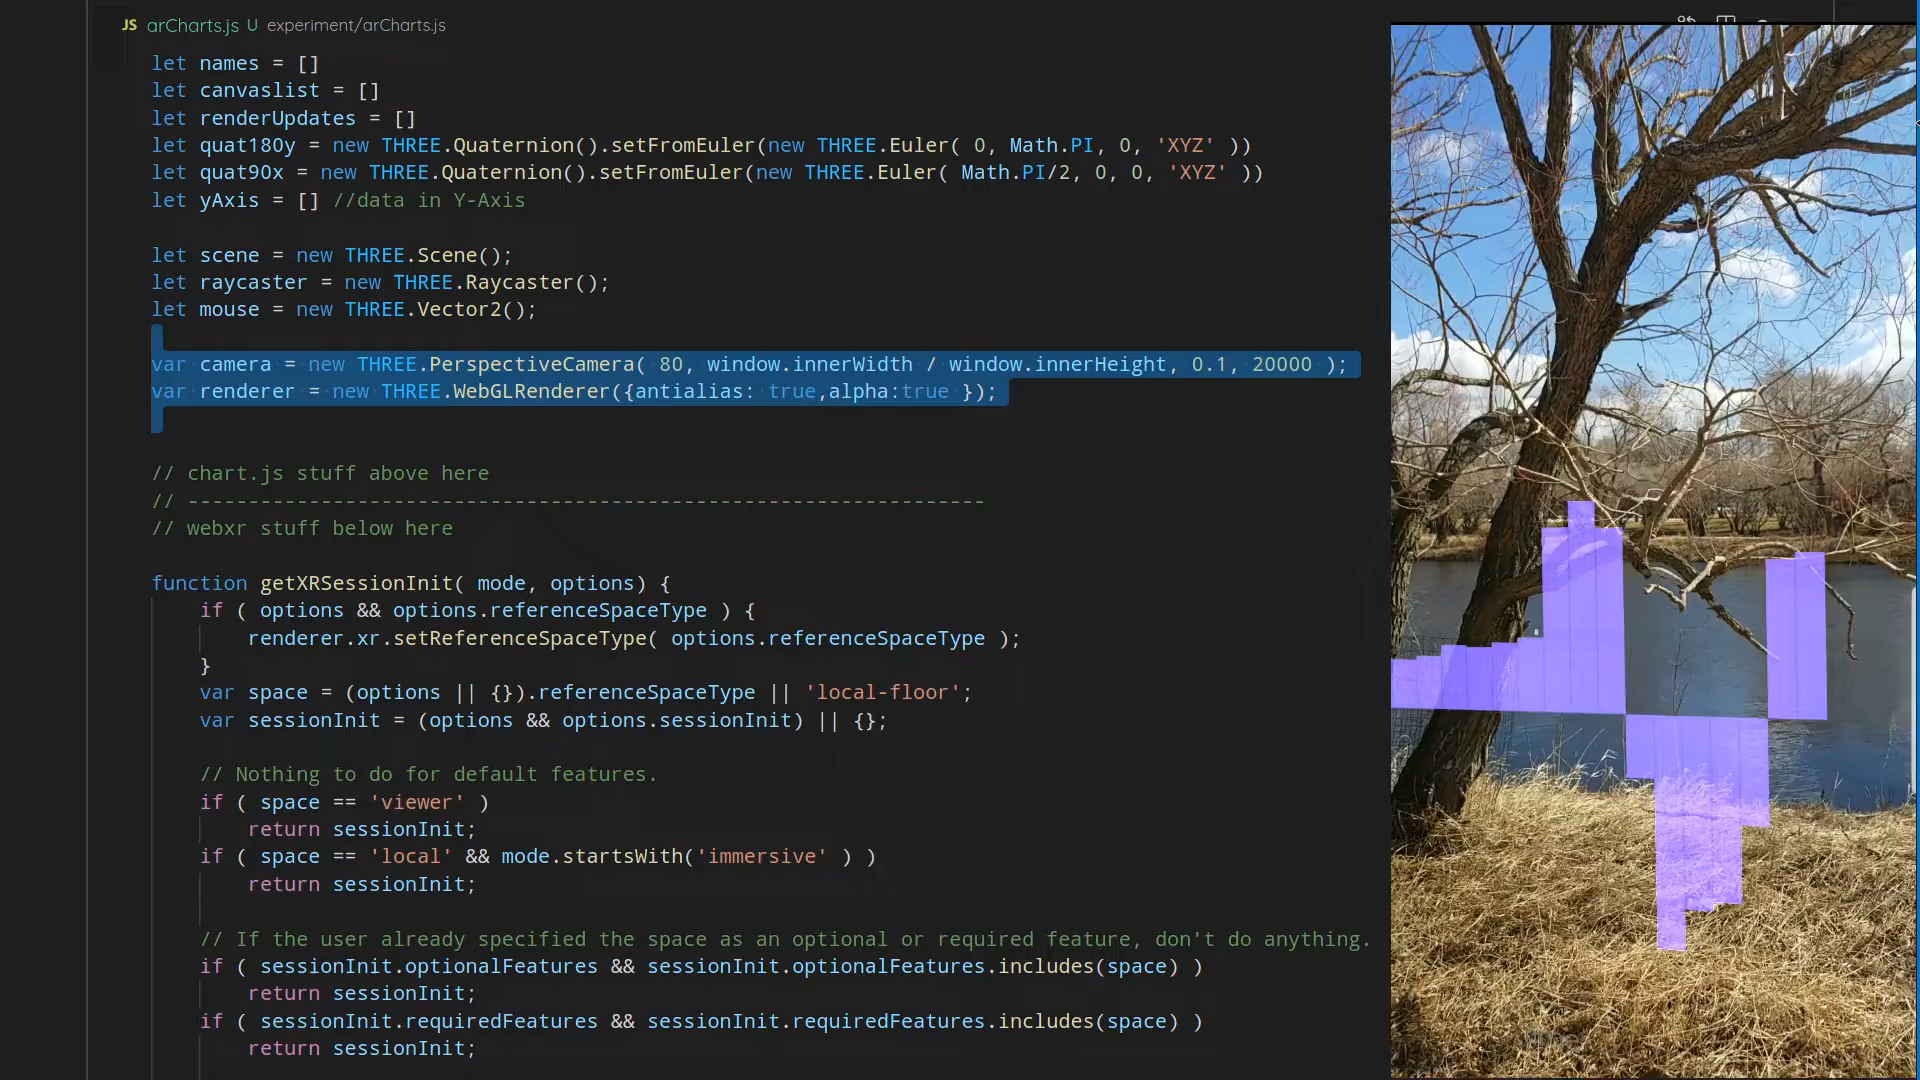 JS arCharts.js U experiment/arCharts.js
let names = []
let canvaslist = []
let renderUpdates = []
let quat180y = new THREE.Quaternion().setFromEuler(new THREE.Euler( 0, Math.PI, 0, 'XYZ' ))
let quat90x = new THREE.Quaternion().setFromEuler(new THREE.Euler( Math.PI/2, 0, 0, 'XYZ' ))
let yAxis = [] //data in Y-Axis
let scene = new THREE.Scene();
let raycaster = new THREE.Raycaster();
let mouse = new THREE.Vector2();
var camera = new THREE.PerspectiveCamera( 80, window.innerWidth / window.innerHeight, 0.1, 20000 );
var renderer = new THREE.WebGLRenderer({antialias: true,alpha:true });
// chart.js stuff above here
// ------------------------------------------------------------------
// webxr stuff below here
function getXRSessionInit( mode, options) {
if ( options && options.referenceSpaceType ) {
renderer.xr.setReferenceSpaceType( options.referenceSpaceType );
}
var space = (options || {}).referenceSpaceType || 'local-floor';
var sessionInit = (options && options.sessionInit) || {};
// Nothing to do for default features.
if ( space == 'viewer' )
return sessionInit;
if ( space == 'local' && mode.startsWith('immersive' ) )
return sessionInit;
// If the user already specified the space as an optional or required feature, don't do anything.
if ( sessionInit.optionalFeatures && sessionInit.optionalFeatures.includes(space) )
return sessionInit;
if ( sessionInit.requiredFeatures && sessionInit.requiredFeatures.includes(space) )
return sessionInit;
8